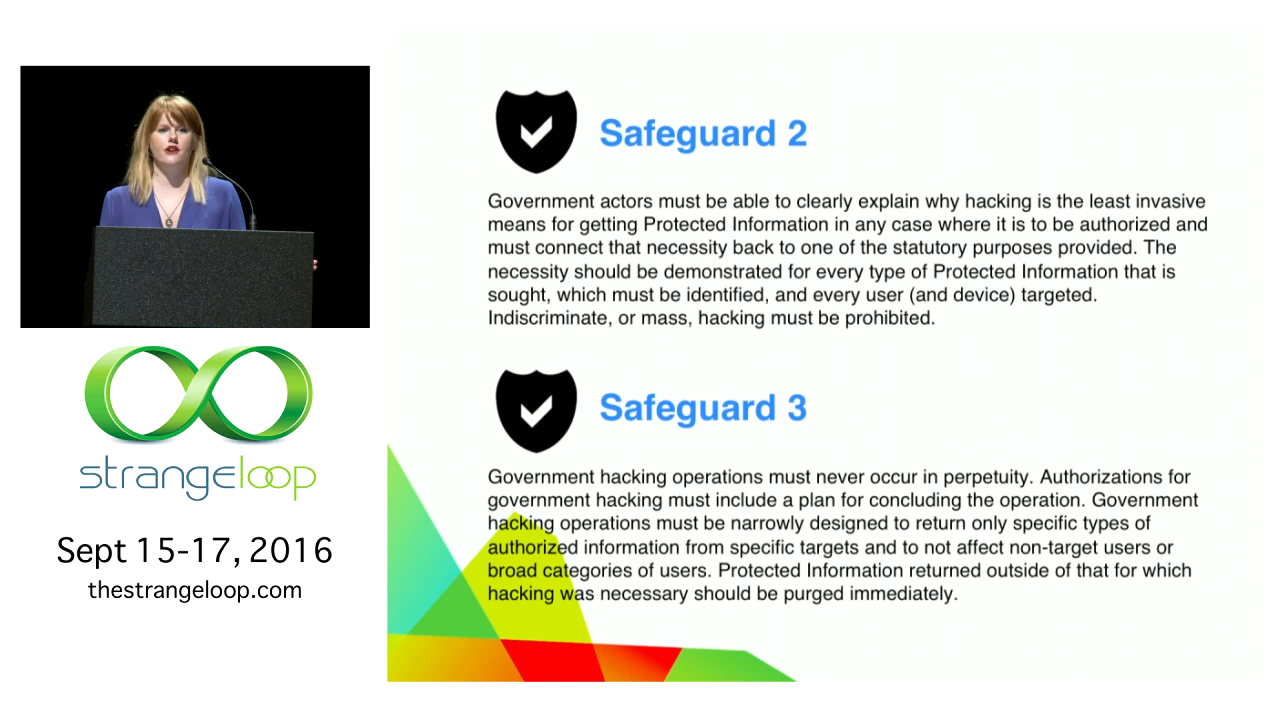 strangeloop
Sept 15-17, 2016
thestrangeloop.com
Safeguard 2
Government actors must be able to clearly explain why hacking is the least invasive
means for getting Protected Information in any case where it is to be authorized and
must connect that necessity back to one of the statutory purposes provided. The
necessity should be demonstrated for every type of Protected Information that is
sought, which must be identified, and every user (and device) targeted.
Indiscriminate, or mass, hacking must be prohibited.
Safeguard 3
Government hacking operations must never occur in perpetuity. Authorizations for
government hacking must include a plan for concluding the operation. Government
hacking operations must be narrowly designed to return only specific types of
authorized information from specific targets and to not affect non-target users or
broad categories of users. Protected Information returned outside of that for which
hacking was necessary should be purged immediately.